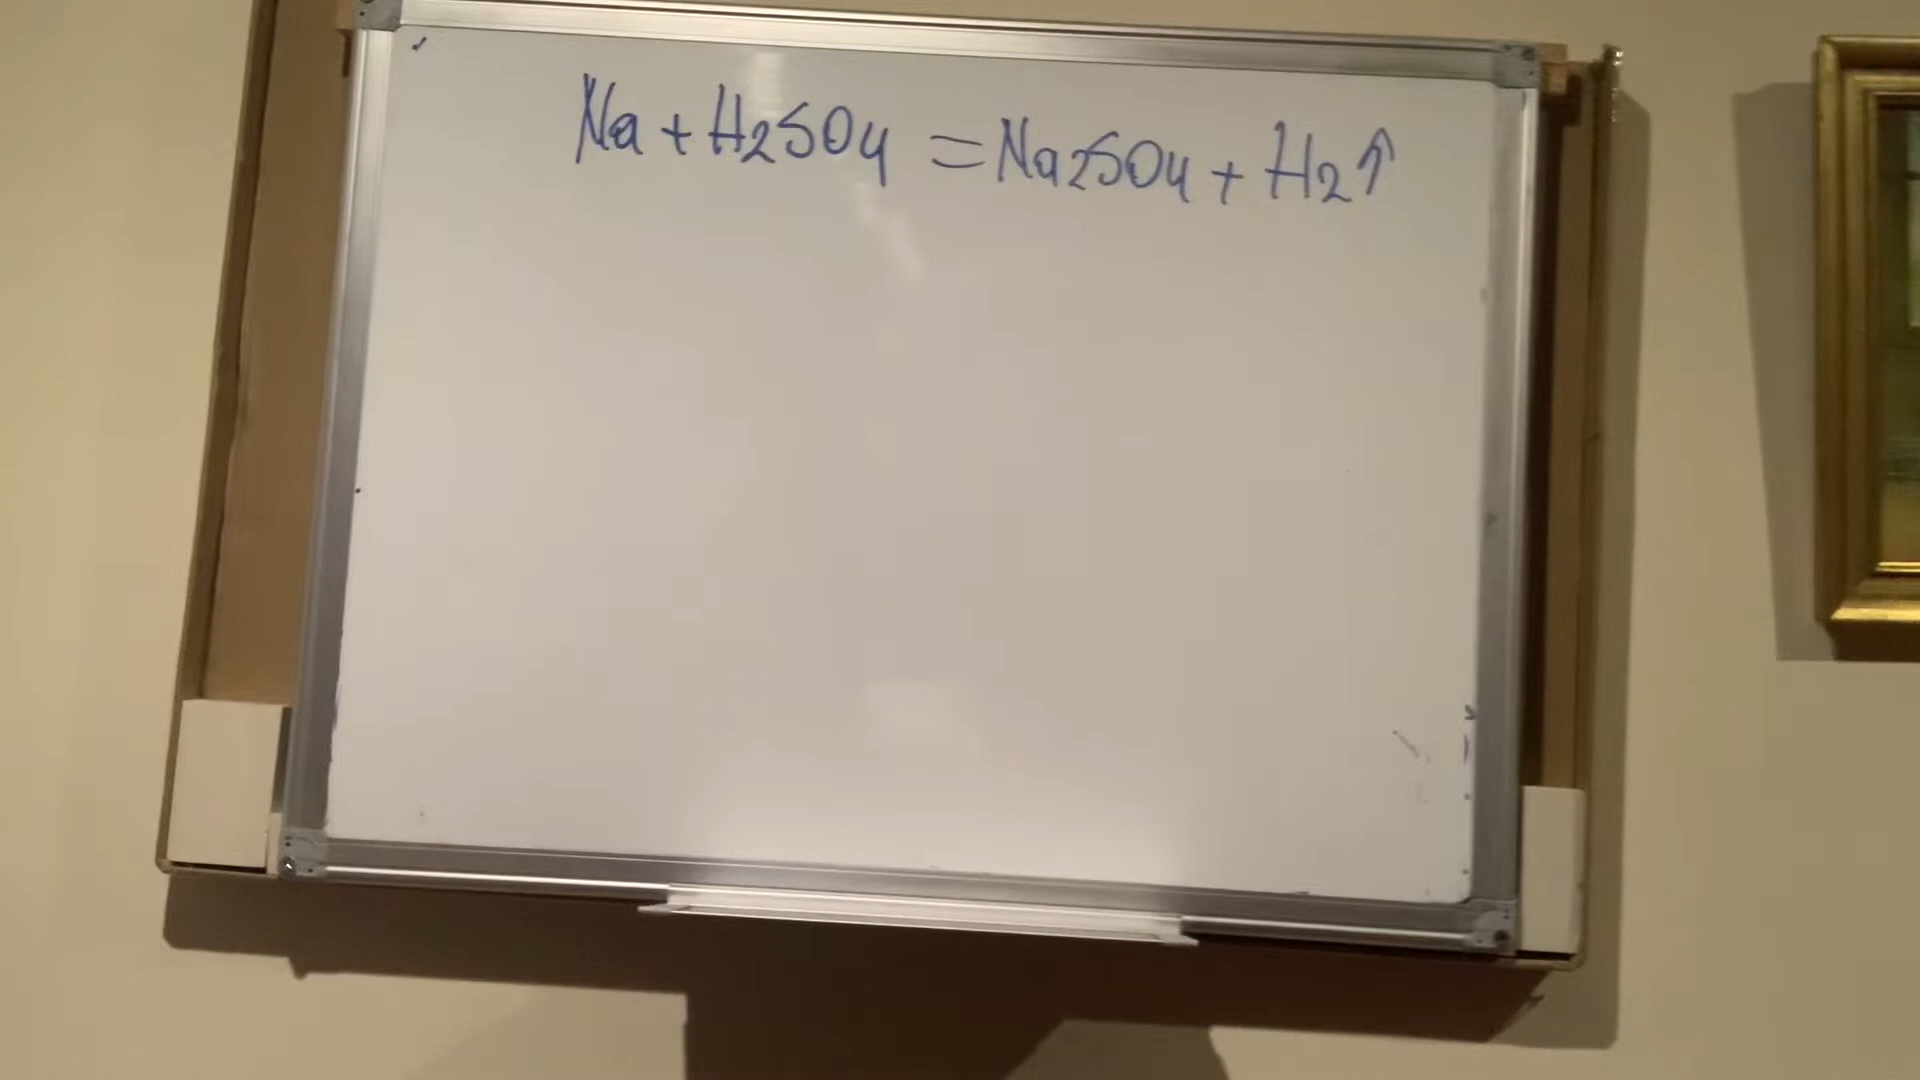 Na + H2SO4 = Na2SO4 + H2↑